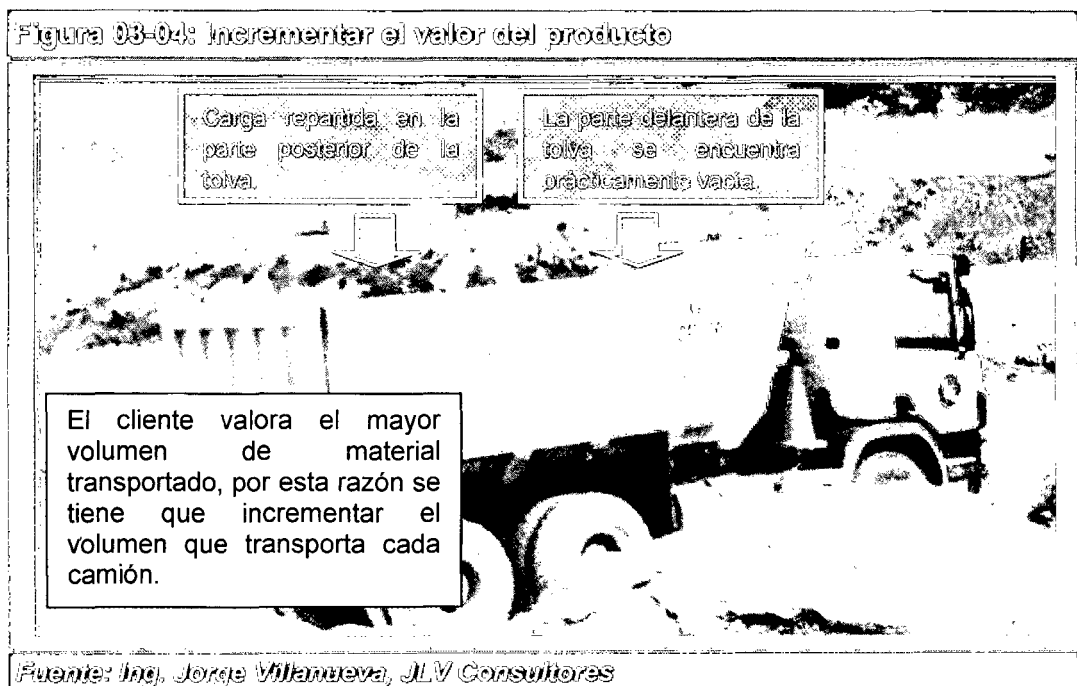 Figura 03-04: Incrementar el valor del producto
Carga repartida en la
parte posterior de la
tolva.
La parte delantera de la
tolva se encuentra
prácticamente vacía.
El cliente valora el mayor
volumen de material
transportado, por esta razón se
tiene que incrementar el
volumen que transporta cada
camión.
Fuente: Ing. Jorge Villanueva, JLV Consultores